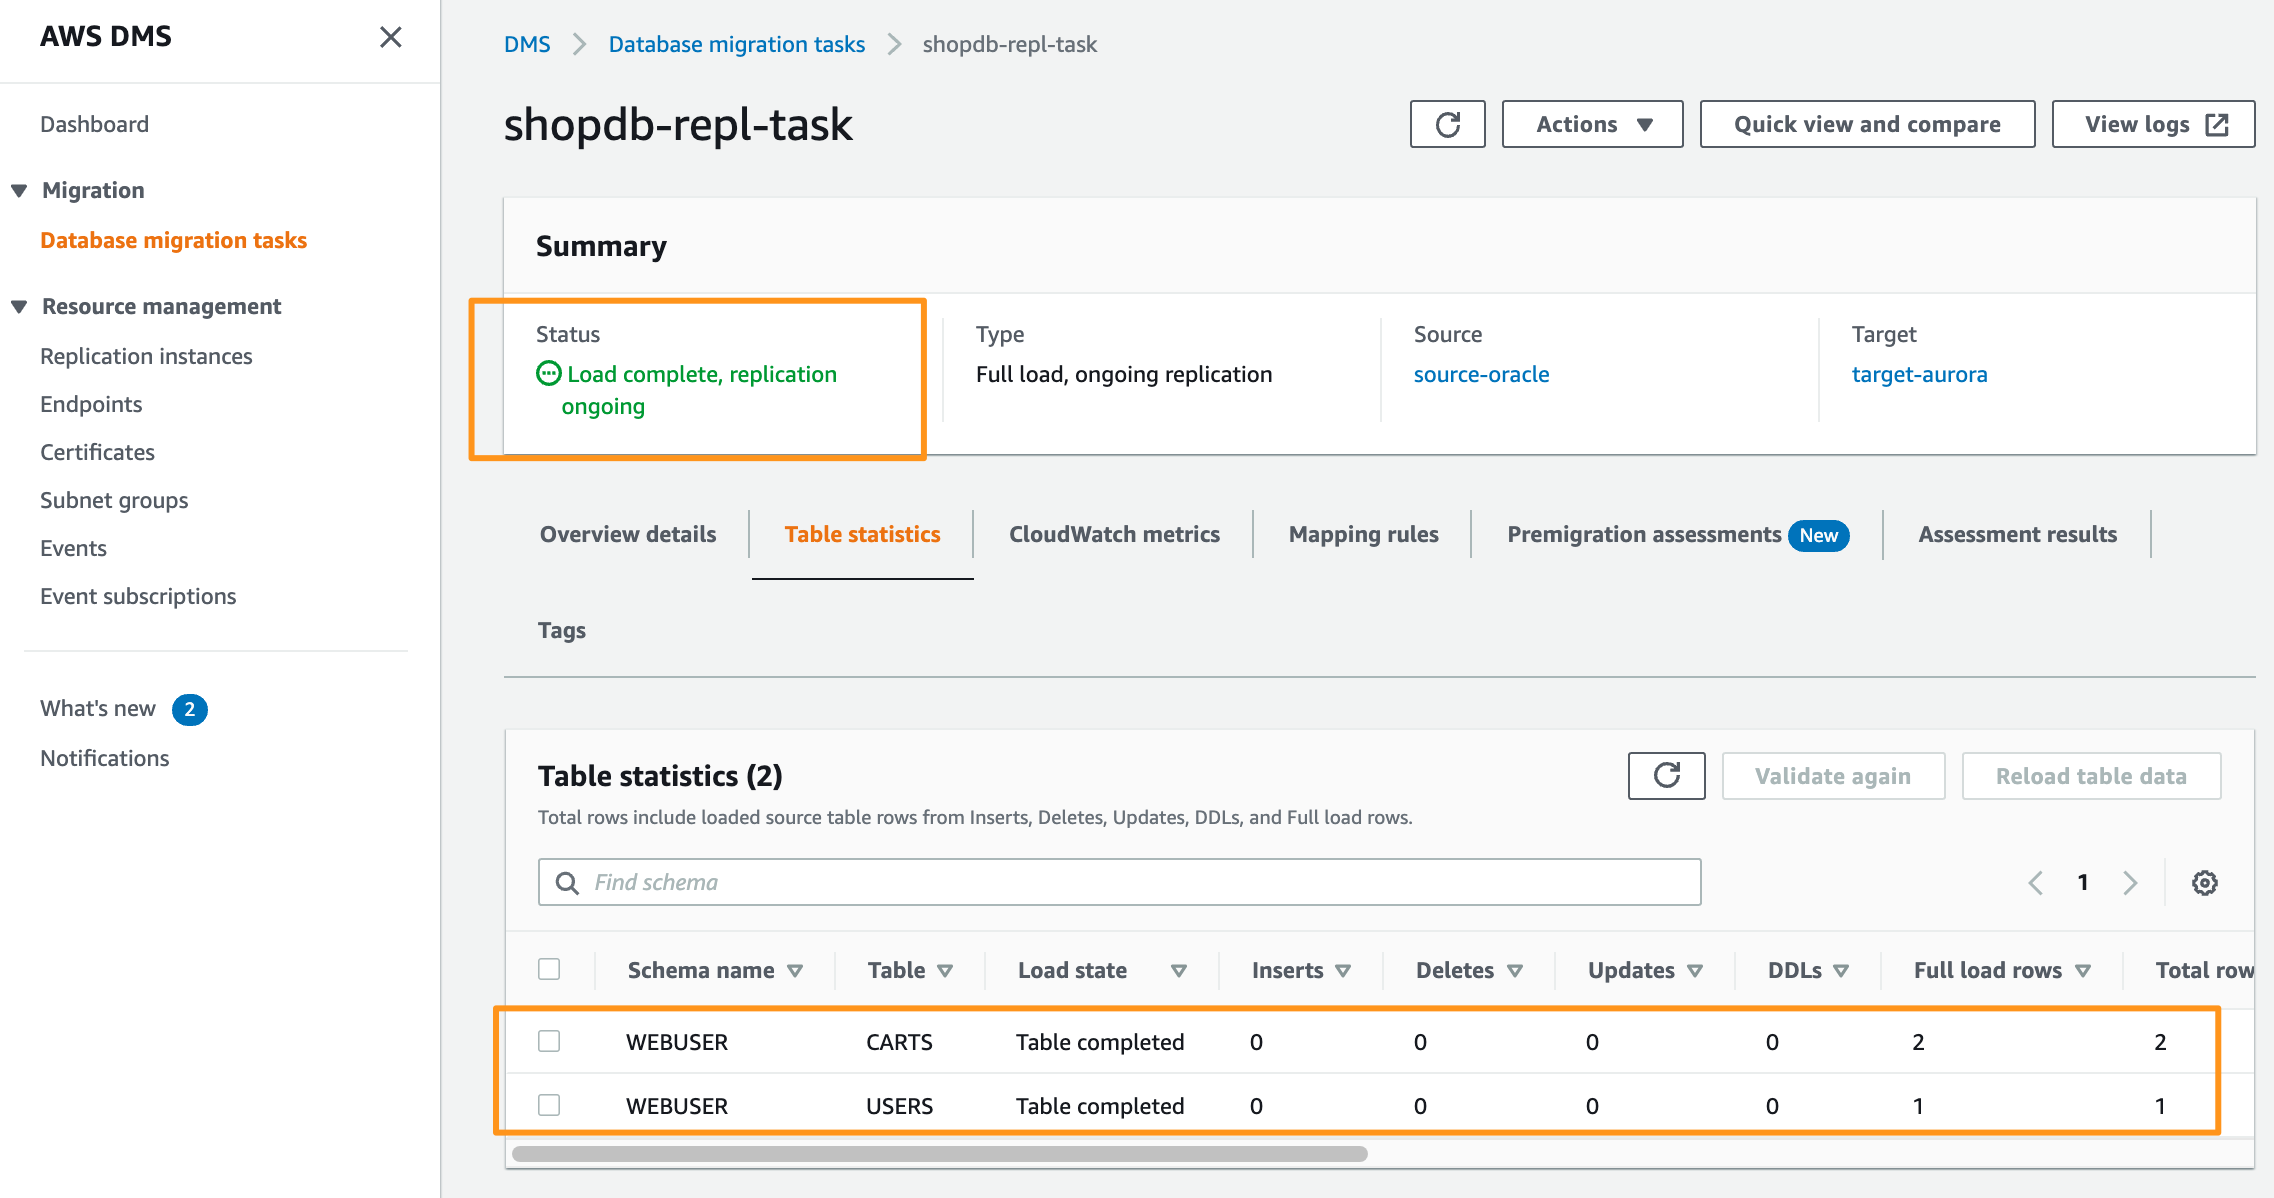 AWS DMS
Dashboard
Migration
Database migration tasks
Resource management
Replication instances
Endpoints
Certificates
Subnet groups
Events
Event subscriptions
What's new 2
Notifications
DMS Database migration tasks shopdb-repl-task
shopdb-repl-task
Actions Quick view and compare View logs
Summary
Status Type Source Target
Load complete, replication Full load, ongoing replication source-oracle target-aurora
ongoing
Overview details Table statistics CloudWatch metrics Mapping rules Premigration assessments New Assessment results
Tags
Table statistics (2)
Validate again Reload table data
Total rows include loaded source table rows from Inserts, Deletes, Updates, DDLs, and Full load rows.
Find schema 1
Schema name Table Load state Inserts Deletes Updates DDLs Full load rows Total row
WEBUSER CARTS Table completed 0 0 0 0 2 2
WEBUSER USERS Table completed 0 0 0 0 1 1